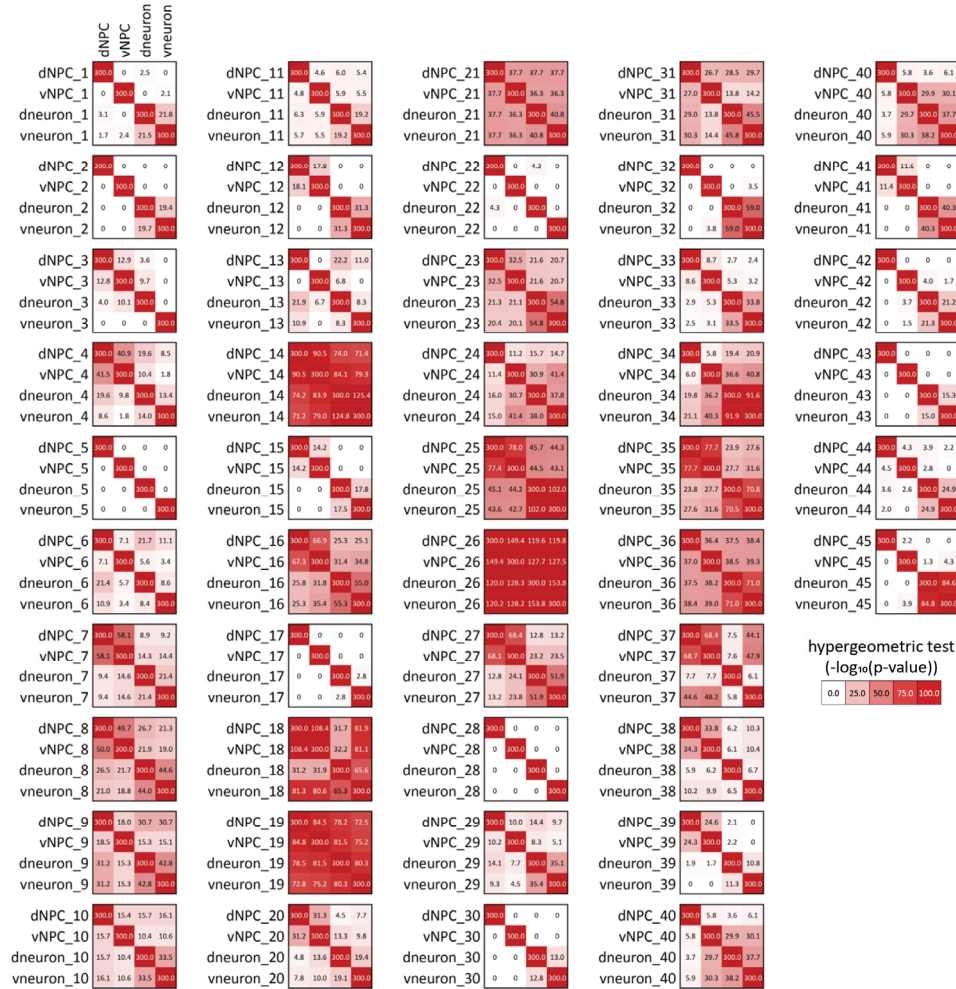 dNPC vNPC dneuron vneuron
dNPC_1 300.0 0 2.5 0
vNPC_1 0 300.0 0 2.1
dneuron_1 3.1 0 300.0 21.8
vneuron_1 1.7 2.4 21.5 300.0
dNPC_2 300.0 0 0 0
vNPC_2 0 300.0 0 0
dneuron_2 0 0 300.0 19.4
vneuron_2 0 0 19.7 300.0
dNPC_3 300.0 12.9 3.6 0
vNPC_3 12.8 300.0 9.7 0
dneuron_3 4.0 10.1 300.0 0
vneuron_3 0 0 0 300.0
dNPC_4 300.0 40.9 19.6 8.5
vNPC_4 41.5 300.0 10.4 1.8
dneuron_4 19.6 9.8 300.0 13.4
vneuron_4 8.6 1.8 14.0 300.0
dNPC_5 300.0 0 0 0
vNPC_5 0 300.0 0 0
dneuron_5 0 0 300.0 0
vneuron_5 0 0 0 300.0
dNPC_6 300.0 7.1 21.7 11.1
vNPC_6 7.1 300.0 5.6 3.4
dneuron_6 21.4 5.7 300.0 8.6
vneuron_6 10.9 3.4 8.4 300.0
dNPC_7 300.0 58.1 8.9 9.2
vNPC_7 58.1 300.0 14.3 14.4
dneuron_7 9.4 14.6 300.0 21.4
vneuron_7 9.4 14.6 21.4 300.0
dNPC_8 300.0 49.7 26.7 21.3
vNPC_8 50.0 300.0 21.9 19.0
dneuron_8 26.5 21.7 300.0 44.6
vneuron_8 21.0 18.8 44.0 300.0
dNPC_9 300.0 18.0 30.7 30.7
vNPC_9 18.5 300.0 15.3 15.1
dneuron_9 31.2 15.3 300.0 42.8
vneuron_9 31.2 15.3 42.8 300.0
dNPC_10 300.0 15.4 15.7 16.1
vNPC_10 15.7 300.0 10.4 10.6
dneuron_10 15.7 10.4 300.0 33.5
vneuron_10 16.1 10.6 33.5 300.0
dNPC_11 300.0 4.6 6.0 5.4
vNPC_11 4.8 300.0 5.9 5.5
dneuron_11 6.3 5.9 300.0 19.2
vneuron_11 5.7 5.5 19.2 300.0
dNPC_12 300.0 17.8 0 0
vNPC_12 18.1 300.0 0 0
dneuron_12 0 0 300.0 31.3
vneuron_12 0 0 31.3 300.0
dNPC_13 300.0 0 22.2 11.0
vNPC_13 0 300.0 6.8 0
dneuron_13 21.9 6.7 300.0 8.3
vneuron_13 10.9 0 8.3 300.0
dNPC_14 300.0 90.5 74.0 71.4
vNPC_14 90.5 300.0 84.1 79.3
dneuron_14 74.2 83.9 300.0 125.4
vneuron_14 71.2 79.0 124.8 300.0
dNPC_15 300.0 14.2 0 0
vNPC_15 14.2 300.0 0 0
dneuron_15 0 0 300.0 17.8
vneuron_15 0 0 17.5 300.0
dNPC_16 300.0 66.9 25.3 25.1
vNPC_16 67.3 300.0 31.4 34.8
dneuron_16 25.8 31.8 300.0 55.0
vneuron_16 25.3 35.4 55.3 300.0
dNPC_17 300.0 0 0 0
vNPC_17 0 300.0 0 0
dneuron_17 0 0 300.0 2.8
vneuron_17 0 0 2.8 300.0
dNPC_18 300.0 108.4 31.7 81.9
vNPC_18 108.4 300.0 32.2 81.1
dneuron_18 31.2 31.9 300.0 65.6
vneuron_18 81.3 80.6 65.3 300.0
dNPC_19 300.0 84.5 78.2 72.5
vNPC_19 84.8 300.0 81.5 75.2
dneuron_19 78.5 81.5 300.0 80.3
vneuron_19 72.8 75.2 80.3 300.0
dNPC_20 300.0 31.3 4.5 7.7
vNPC_20 31.2 300.0 13.3 9.8
dneuron_20 4.8 13.6 300.0 19.4
vneuron_20 7.8 10.0 19.1 300.0
dNPC_21 300.0 37.7 37.7 37.7
vNPC_21 37.7 300.0 36.3 36.3
dneuron_21 37.7 36.3 300.0 40.8
vneuron_21 37.7 36.3 40.8 300.0
dNPC_22 300.0 0 4.2 0
vNPC_22 0 300.0 0 0
dneuron_22 4.3 0 300.0 0
vneuron_22 0 0 0 300.0
dNPC_23 300.0 32.5 21.6 20.7
vNPC_23 32.5 300.0 21.6 20.7
dneuron_23 21.3 21.1 300.0 54.8
vneuron_23 20.4 20.1 54.8 300.0
dNPC_24 300.0 11.2 15.7 14.7
vNPC_24 11.4 300.0 30.9 41.4
dneuron_24 16.0 30.7 300.0 37.8
vneuron_24 15.0 41.4 38.0 300.0
dNPC_25 300.0 78.0 45.7 44.3
vNPC_25 77.4 300.0 44.5 43.1
dneuron_25 45.1 44.2 300.0 102.0
vneuron_25 43.6 42.7 102.0 300.0
dNPC_26 300.0 149.4 119.6 119.8
vNPC_26 149.4 300.0 127.7 127.5
dneuron_26 120.0 128.3 300.0 153.8
vneuron_26 120.2 128.2 153.8 300.0
dNPC_27 300.0 68.4 12.8 13.2
vNPC_27 68.1 300.0 23.2 23.5
dneuron_27 12.8 24.1 300.0 51.9
vneuron_27 13.2 23.8 51.9 300.0
dNPC_28 300.0 0 0 0
vNPC_28 0 300.0 0 0
dneuron_28 0 0 300.0 0
vneuron_28 0 0 0 300.0
dNPC_29 300.0 10.0 14.4 9.7
vNPC_29 10.2 300.0 8.3 5.1
dneuron_29 14.1 7.7 300.0 35.1
vneuron_29 9.3 4.5 35.4 300.0
dNPC_30 300.0 0 0 0
vNPC_30 0 300.0 0 0
dneuron_30 0 0 300.0 13.0
vneuron_30 0 0 12.8 300.0
dNPC_31 300.0 26.7 28.5 29.7
vNPC_31 27.0 300.0 13.8 14.2
dneuron_31 29.0 13.8 300.0 45.5
vneuron_31 30.3 14.4 45.8 300.0
dNPC_32 300.0 0 0 0
vNPC_32 0 300.0 0 3.5
dneuron_32 0 0 300.0 59.0
vneuron_32 0 3.8 59.0 300.0
dNPC_33 300.0 8.7 2.7 2.4
vNPC_33 8.6 300.0 5.3 3.2
dneuron_33 2.9 5.3 300.0 33.8
vneuron_33 2.5 3.1 33.5 300.0
dNPC_34 300.0 5.8 19.4 20.9
vNPC_34 6.0 300.0 36.6 40.8
dneuron_34 19.8 36.2 300.0 91.6
vneuron_34 21.1 40.3 91.9 300.0
dNPC_35 300.0 77.7 23.9 27.6
vNPC_35 77.7 300.0 27.7 31.6
dneuron_35 23.8 27.7 300.0 70.8
vneuron_35 27.6 31.6 70.5 300.0
dNPC_36 300.0 36.4 37.5 38.4
vNPC_36 37.0 300.0 38.5 39.3
dneuron_36 37.5 38.2 300.0 71.0
vneuron_36 38.4 39.0 71.0 300.0
dNPC_37 300.0 68.4 7.5 44.1
vNPC_37 68.7 300.0 7.6 47.9
dneuron_37 7.7 7.7 300.0 6.1
vneuron_37 44.6 48.2 5.8 300.0
dNPC_38 300.0 33.8 6.2 10.3
vNPC_38 34.3 300.0 6.1 10.4
dneuron_38 5.9 6.2 300.0 6.7
vneuron_38 10.2 9.9 6.5 300.0
dNPC_39 300.0 24.6 2.1 0
vNPC_39 24.3 300.0 2.2 0
dneuron_39 1.9 1.7 300.0 10.8
vneuron_39 0 0 11.3 300.0
dNPC_40 300.0 5.8 3.6 6.1
vNPC_40 5.8 300.0 29.9 30.1
dneuron_40 3.7 29.7 300.0 37.7
vneuron_40 5.9 30.3 38.2 300.0
dNPC_40 300.0 5.8 3.6 6.1
vNPC_40 5.8 300.0 29.9 30.1
dneuron_40 3.7 29.7 300.0 37.7
vneuron_40 5.9 30.3 38.2 300.0
dNPC_41 300.0 11.6 0 0
vNPC_41 11.4 300.0 0 0
dneuron_41 0 0 300.0 40.3
vneuron_41 0 0 40.3 300.0
dNPC_42 300.0 0 0 0
vNPC_42 0 300.0 4.0 1.7
dneuron_42 0 3.7 300.0 21.2
vneuron_42 0 1.5 21.3 300.0
dNPC_43 300.0 0 0 0
vNPC_43 0 300.0 0 0
dneuron_43 0 0 300.0 15.3
vneuron_43 0 0 15.0 300.0
dNPC_44 300.0 4.3 3.9 2.2
vNPC_44 4.5 300.0 2.8 0
dneuron_44 3.6 2.6 300.0 24.9
vneuron_44 2.0 0 24.9 300.0
dNPC_45 300.0 2.2 0 0
vNPC_45 0 300.0 1.3 4.3
dneuron_45 0 0 300.0 84.6
vneuron_45 0 3.9 84.8 300.0
hypergeometric test
(-log₁₀(p-value))
0.0 25.0 50.0 75.0 100.0